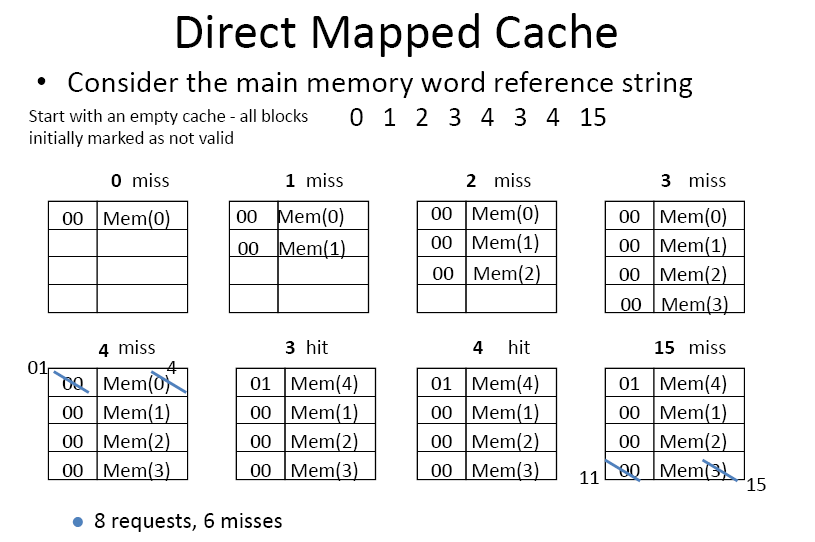 Direct Mapped Cache
• Consider the main memory word reference string
Start with an empty cache - all blocks
initially marked as not valid
0 1 2 3 4 3 4 15
0 miss
00 Mem(0)
1 miss
00 Mem(0)
00 Mem(1)
2 miss
00 Mem(0)
00 Mem(1)
00 Mem(2)
3 miss
00 Mem(0)
00 Mem(1)
00 Mem(2)
00 Mem(3)
4 miss
01 4
00 Mem(0)
00 Mem(1)
00 Mem(2)
00 Mem(3)
3 hit
01 Mem(4)
00 Mem(1)
00 Mem(2)
00 Mem(3)
4 hit
01 Mem(4)
00 Mem(1)
00 Mem(2)
00 Mem(3)
15 miss
01 Mem(4)
00 Mem(1)
00 Mem(2)
00 Mem(3)
11 15
• 8 requests, 6 misses